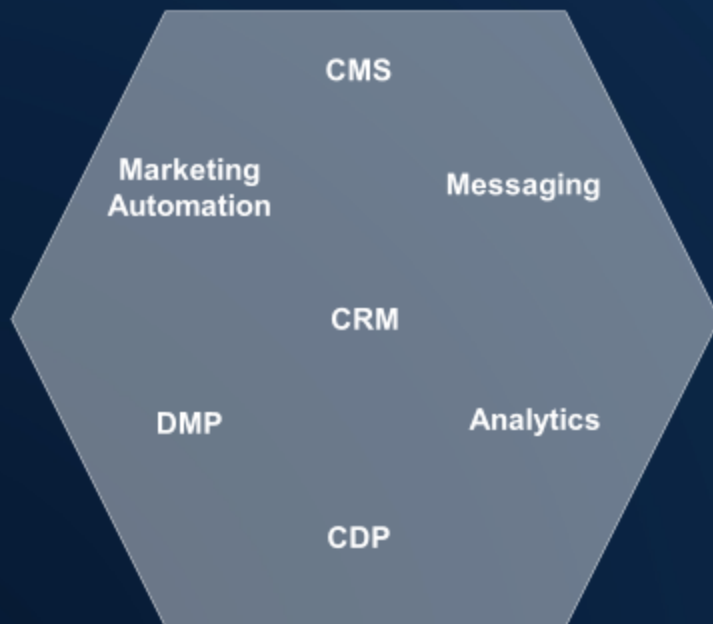 CMS
Marketing
Automation
Messaging
CRM
DMP
Analytics
CDP